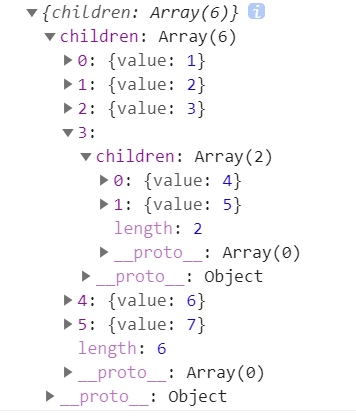 ▼{children: Array(6)} i
▼children: Array(6)
▶0: {value: 1}
▶1: {value: 2}
▶2: {value: 3}
▼3:
▼children: Array(2)
▶0: {value: 4}
▶1: {value: 5}
length: 2
▶__proto__: Array(0)
▶__proto__: Object
▶4: {value: 6}
▶5: {value: 7}
length: 6
▶__proto__: Array(0)
▶__proto__: Object